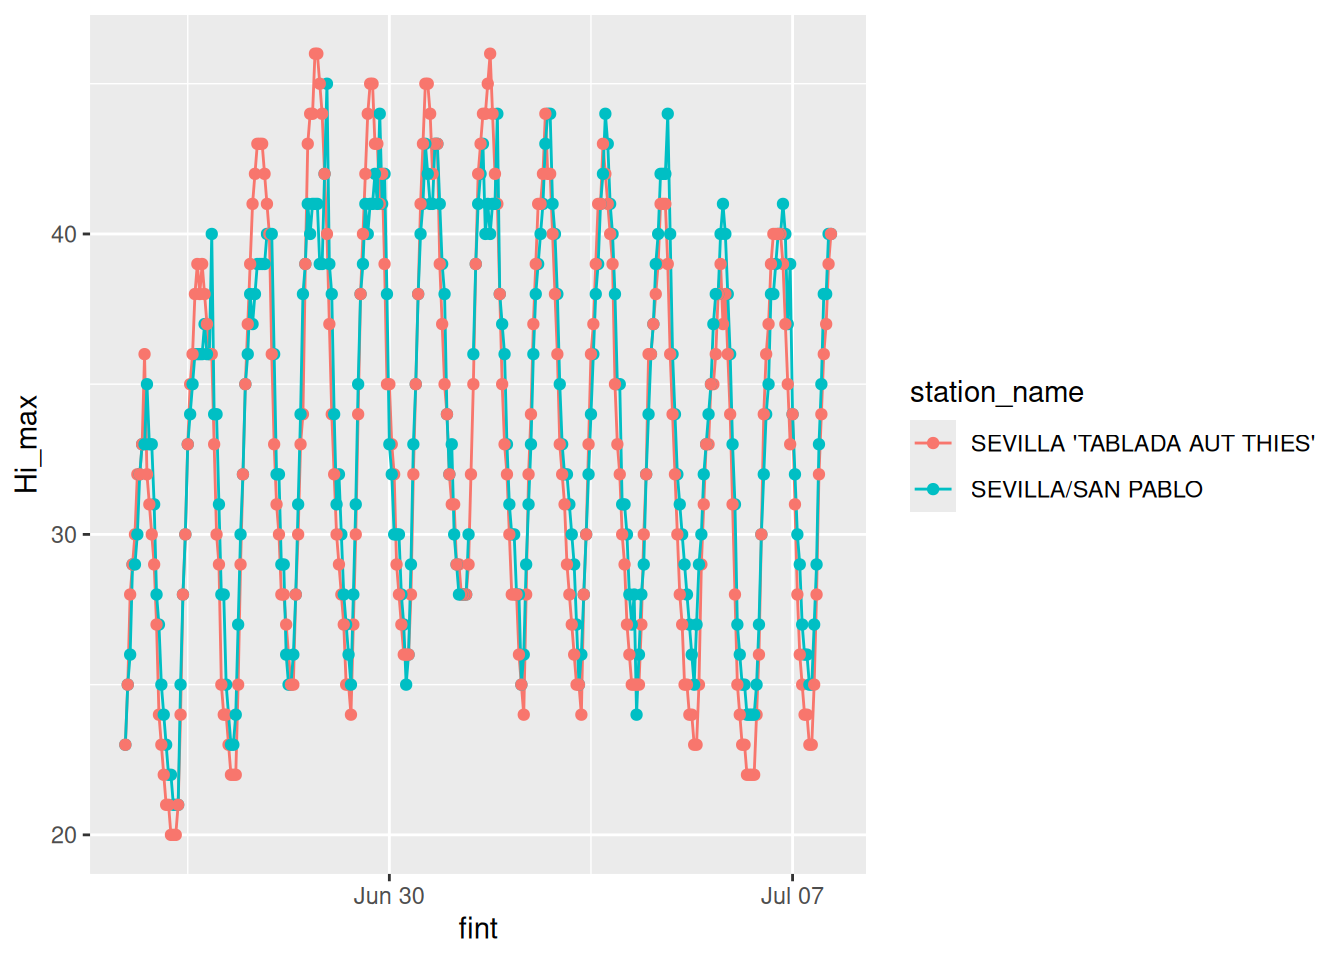 Hi_max
40
30
20
Jun 30
Jul 07
fint
station_name
SEVILLA 'TABLADA AUT THIES'
SEVILLA/SAN PABLO